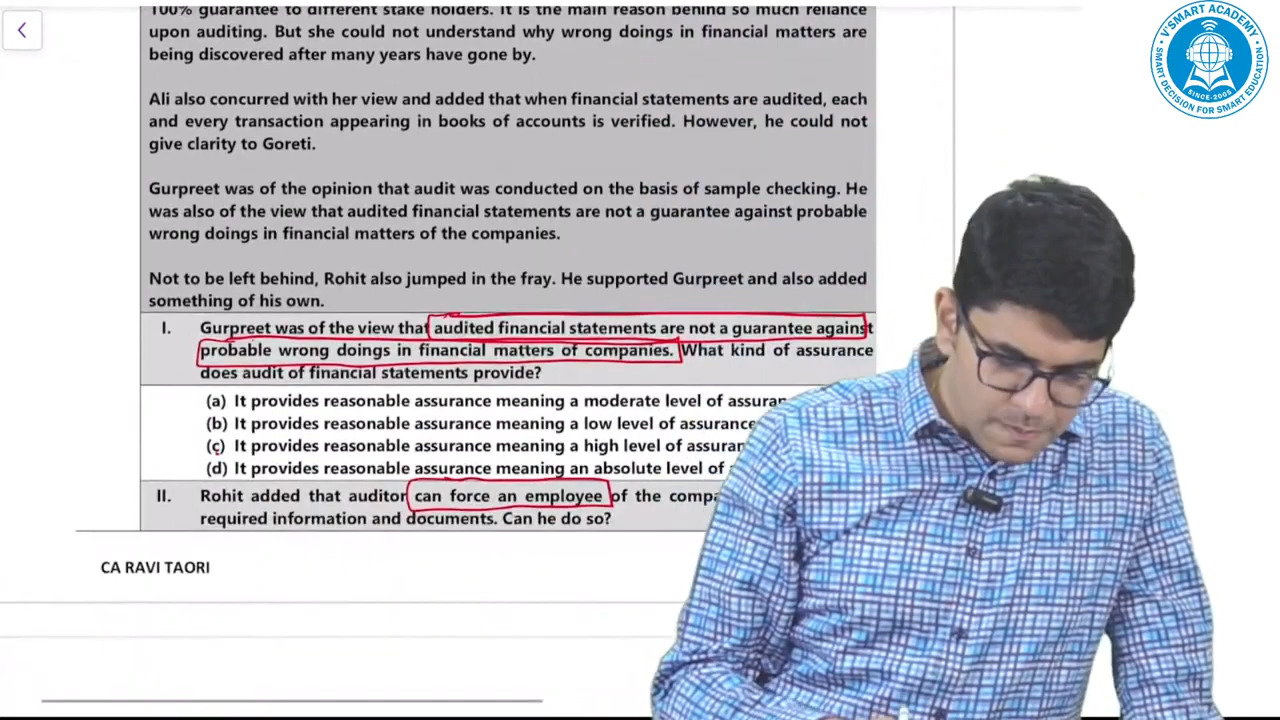 100% guarantee to different stake holders. It is the main reason behind so much reliance
upon auditing. But she could not understand why wrong doings in financial matters are
being discovered after many years have gone by.
Ali also concurred with her view and added that when financial statements are audited, each
and every transaction appearing in books of accounts is verified. However, he could not
give clarity to Goreti.
Gurpreet was of the opinion that audit was conducted on the basis of sample checking. He
was also of the view that audited financial statements are not a guarantee against probable
wrong doings in financial matters of the companies.
Not to be left behind, Rohit also jumped in the fray. He supported Gurpreet and also added
something of his own.
I. Gurpreet was of the view that audited financial statements are not a guarantee against
probable wrong doings in financial matters of companies. What kind of assurance
does audit of financial statements provide?
(a) It provides reasonable assurance meaning a moderate level of
(b) It provides reasonable assurance meaning a low level of assurance
(c) It provides reasonable assurance meaning a high level of
(d) It provides reasonable assurance meaning an absolute level of
II. Rohit added that auditor can force an employee of the
required information and documents. Can he do so?
CA RAVI TAORI
V'SMART ACADEMY
SINCE-2005
SMART DECISION FOR SMART EDUCATION